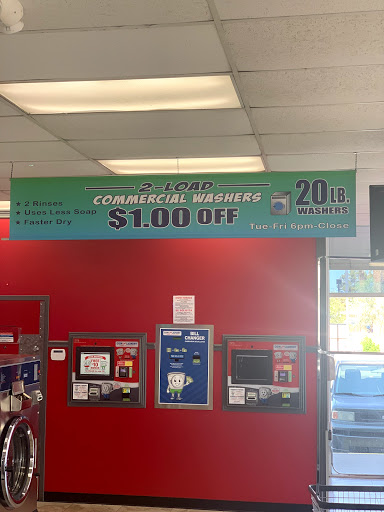 2-LOAD
COMMERCIAL WASHERS
$1.00 OFF
★ 2 Rinses
★ Uses Less Soap
★ Faster Dry
20 LB.
WASHERS
Tue-Fri 6pm-Close
BILL
CHANGER